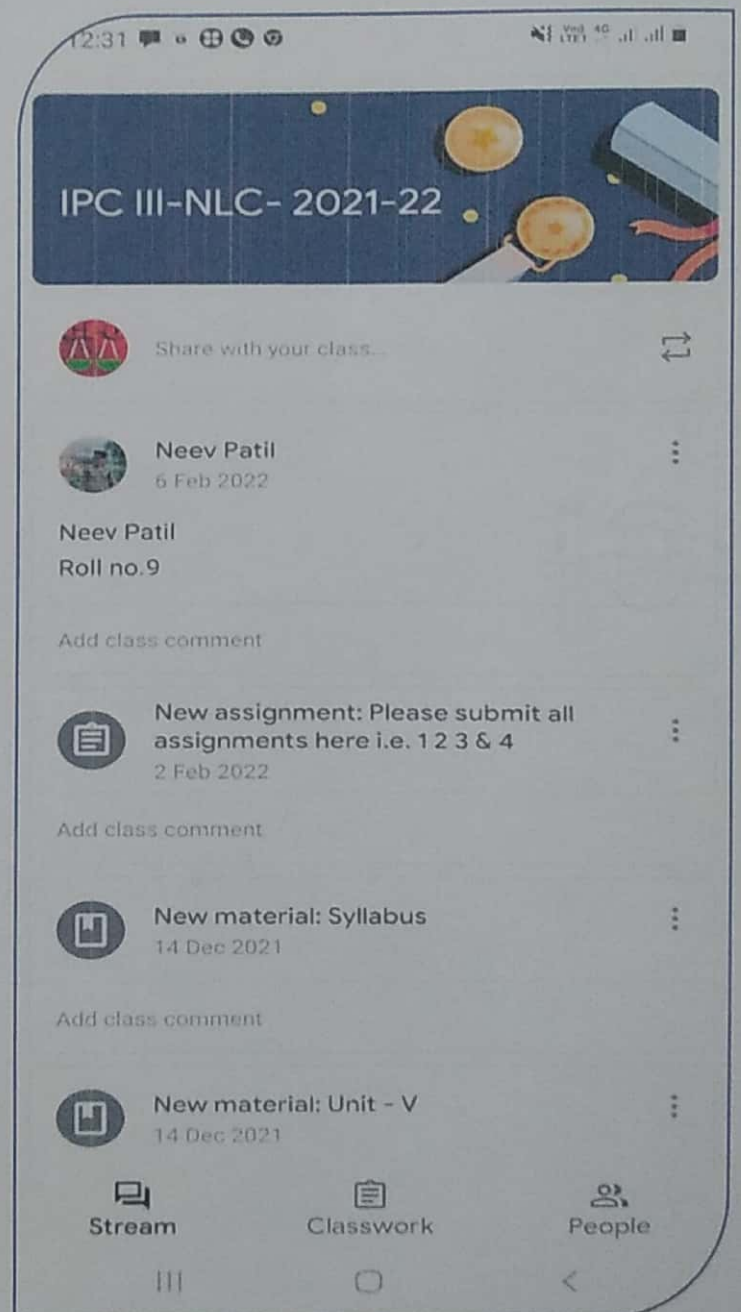 12:31
VoD 4G
LTE1
IPC III-NLC- 2021-22
Share with your class...
Neev Patil
6 Feb 2022
Neev Patil
Roll no.9
Add class comment
New assignment: Please submit all
assignments here i.e. 1 2 3 & 4
2 Feb 2022
Add class comment
New material: Syllabus
14 Dec 2021
Add class comment
New material: Unit - V
14 Dec 2021
Stream Classwork People